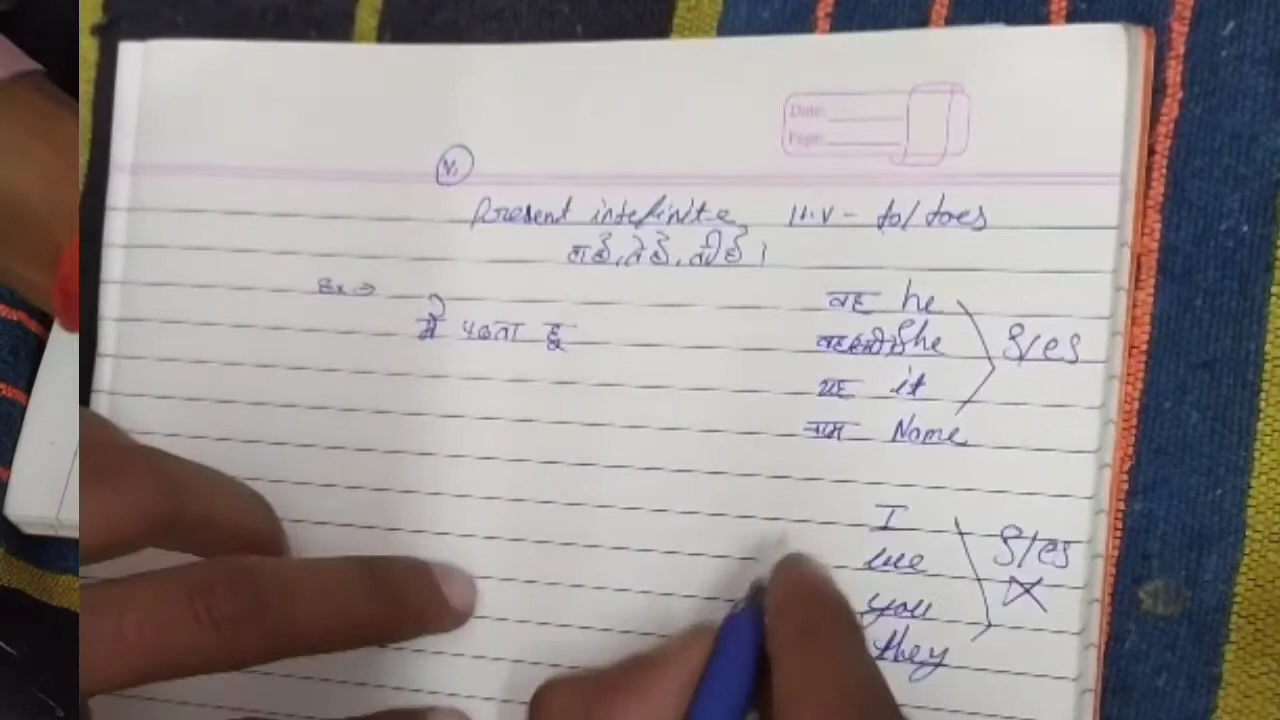 Date:
Page:
V.
Present indefinite H.V - do/does
ता है, ते है, ती है।
Ex →
मै पढता हू
वह he
she
यह it
नाम Name
S/es
I
we
you
they
S/es